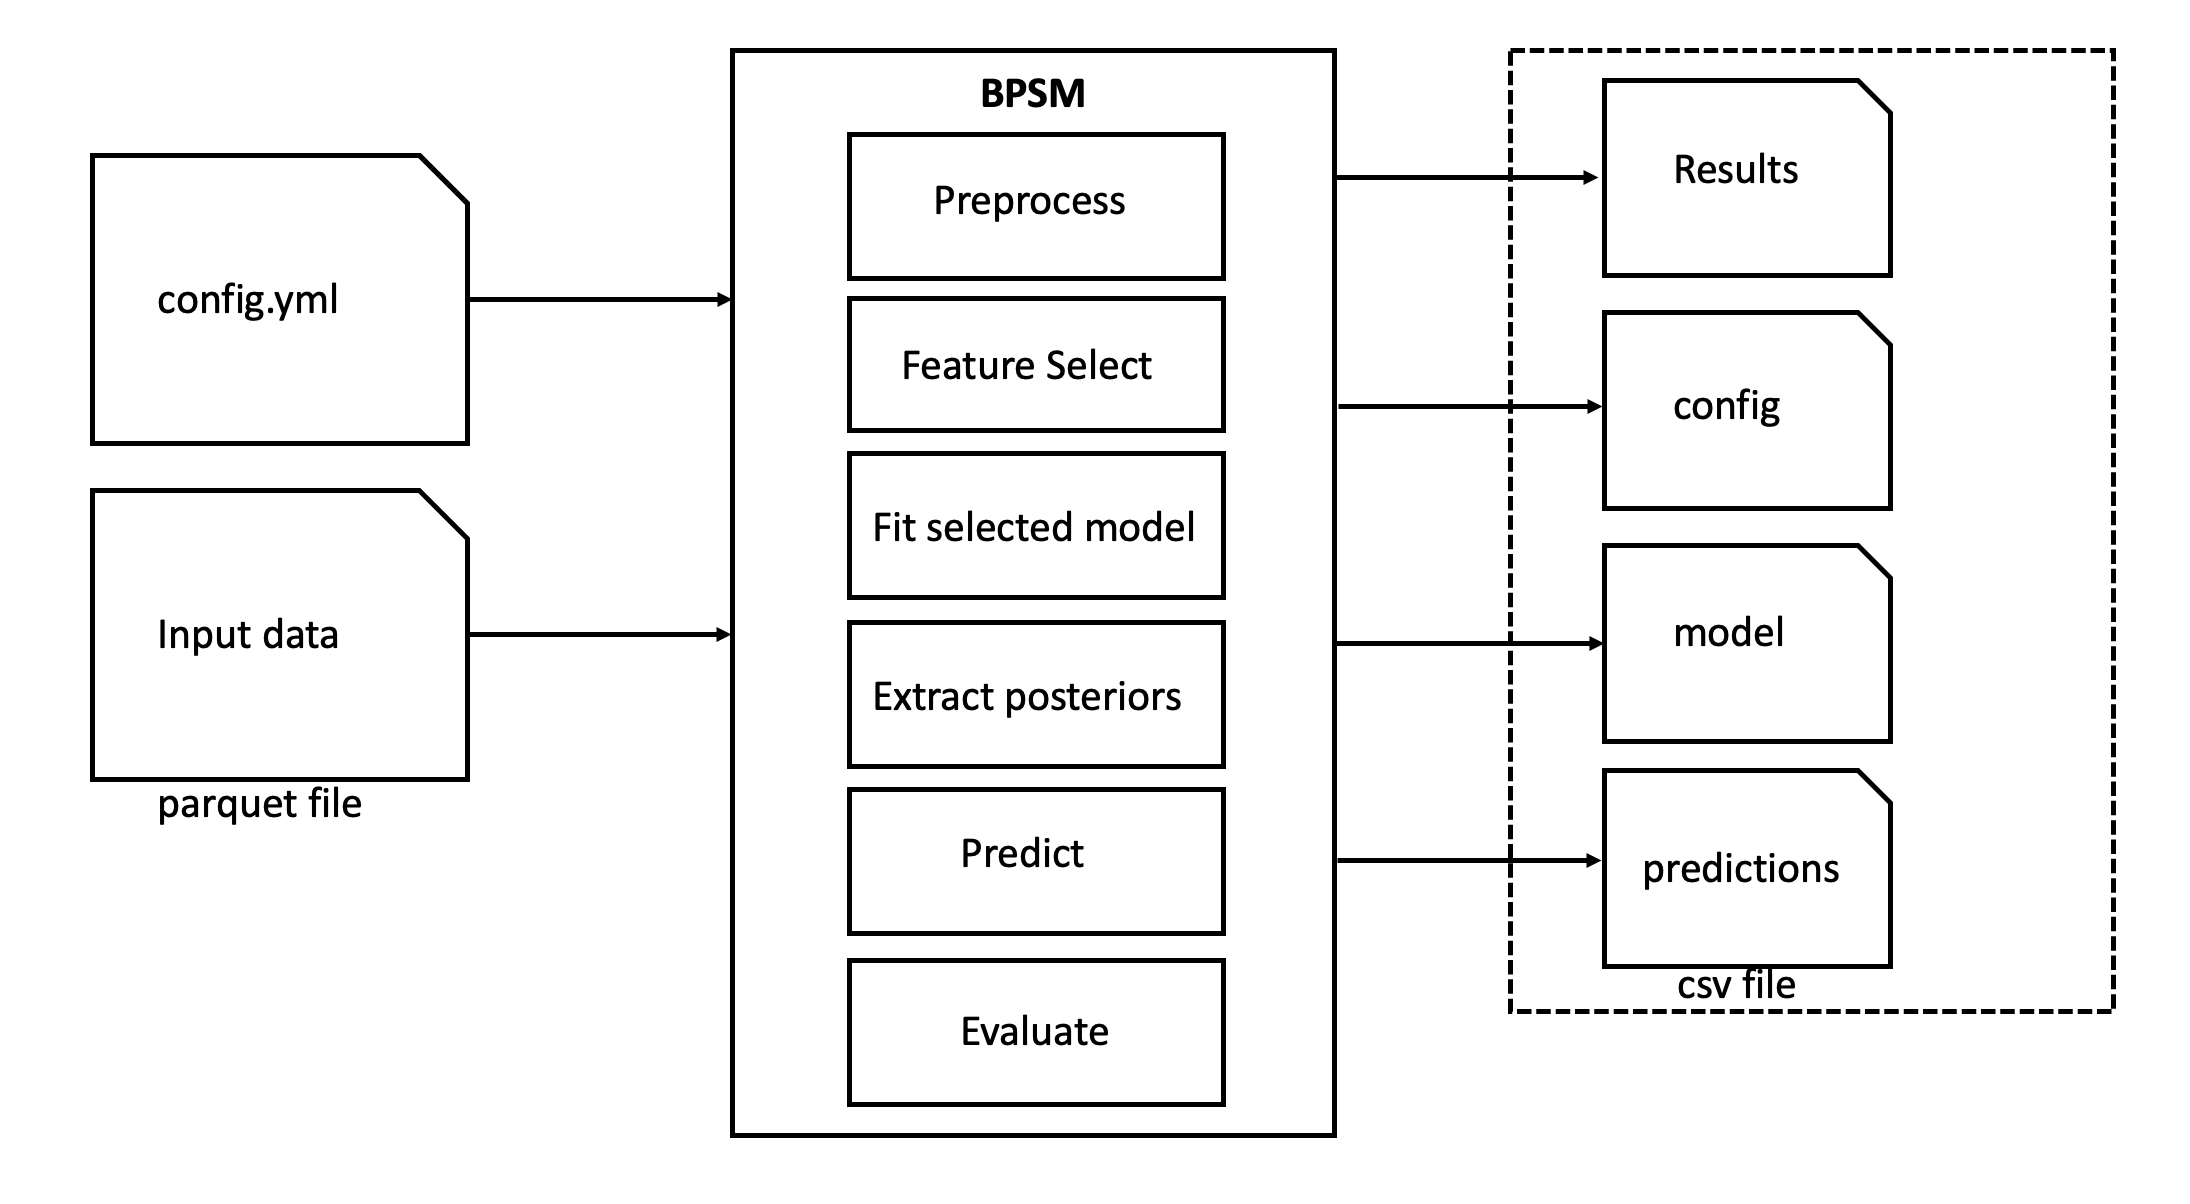 config.yml
Input data
parquet file
BPSM
Preprocess
Feature Select
Fit selected model
Extract posteriors
Predict
Evaluate
Results
config
model
predictions
csv file